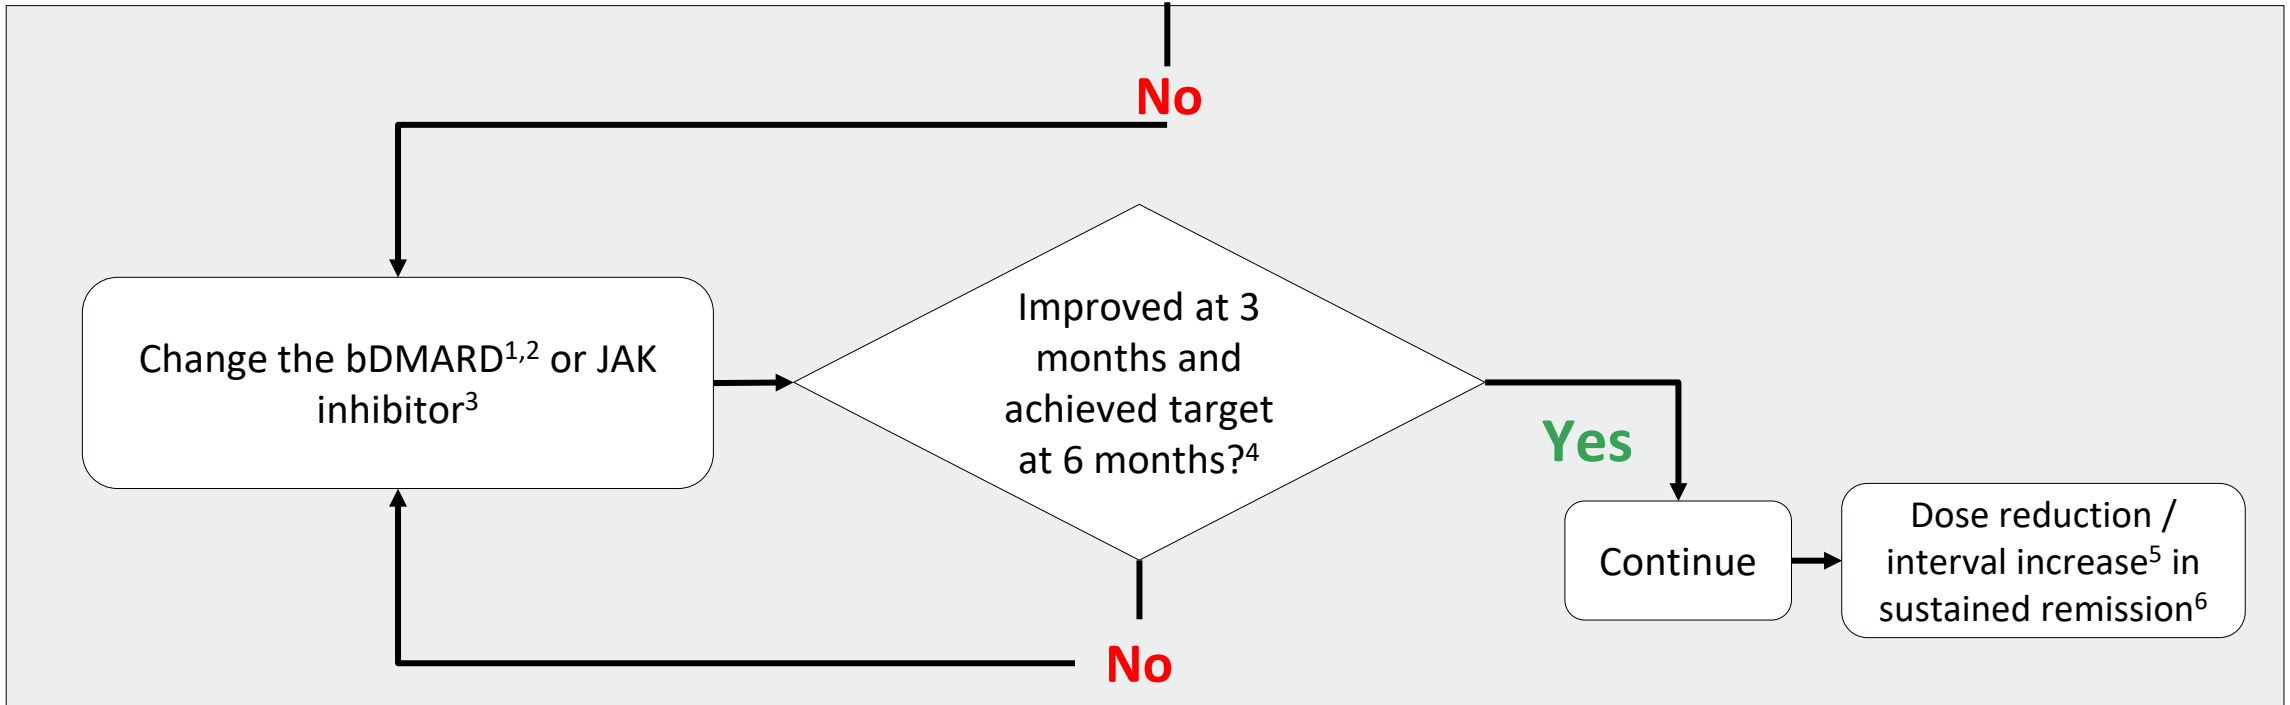 No
Change the bDMARD¹,² or JAK
inhibitor³
Improved at 3
months and
achieved target
at 6 months?⁴
Yes
No
Continue
Dose reduction /
interval increase⁵ in
sustained remission⁶